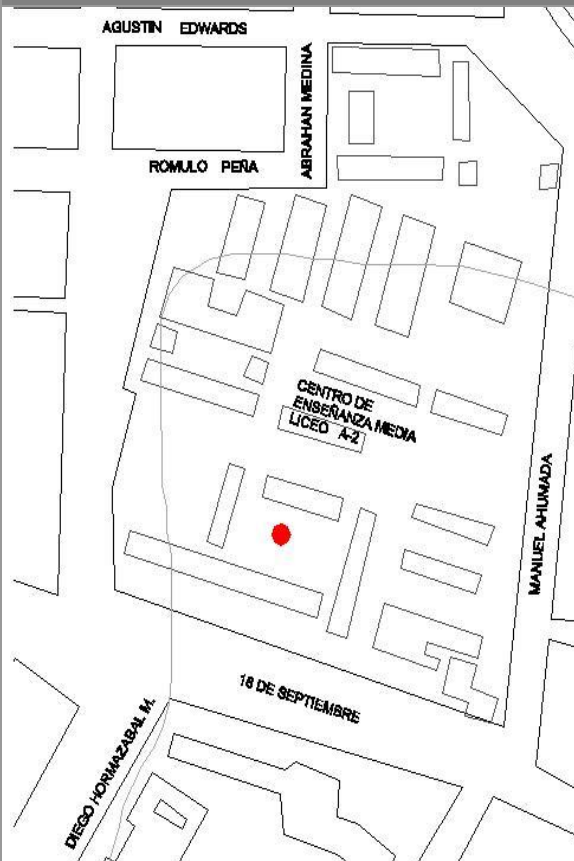 AGUSTIN EDWARDS
ABRAHAN MEDINA
ROMULO PEÑA
CENTRO DE
ENSEÑANZA MEDIA
LICEO A-2
MANUEL AHUMADA
18 DE SEPTIEMBRE
DIEGO HORMAZABAL M.